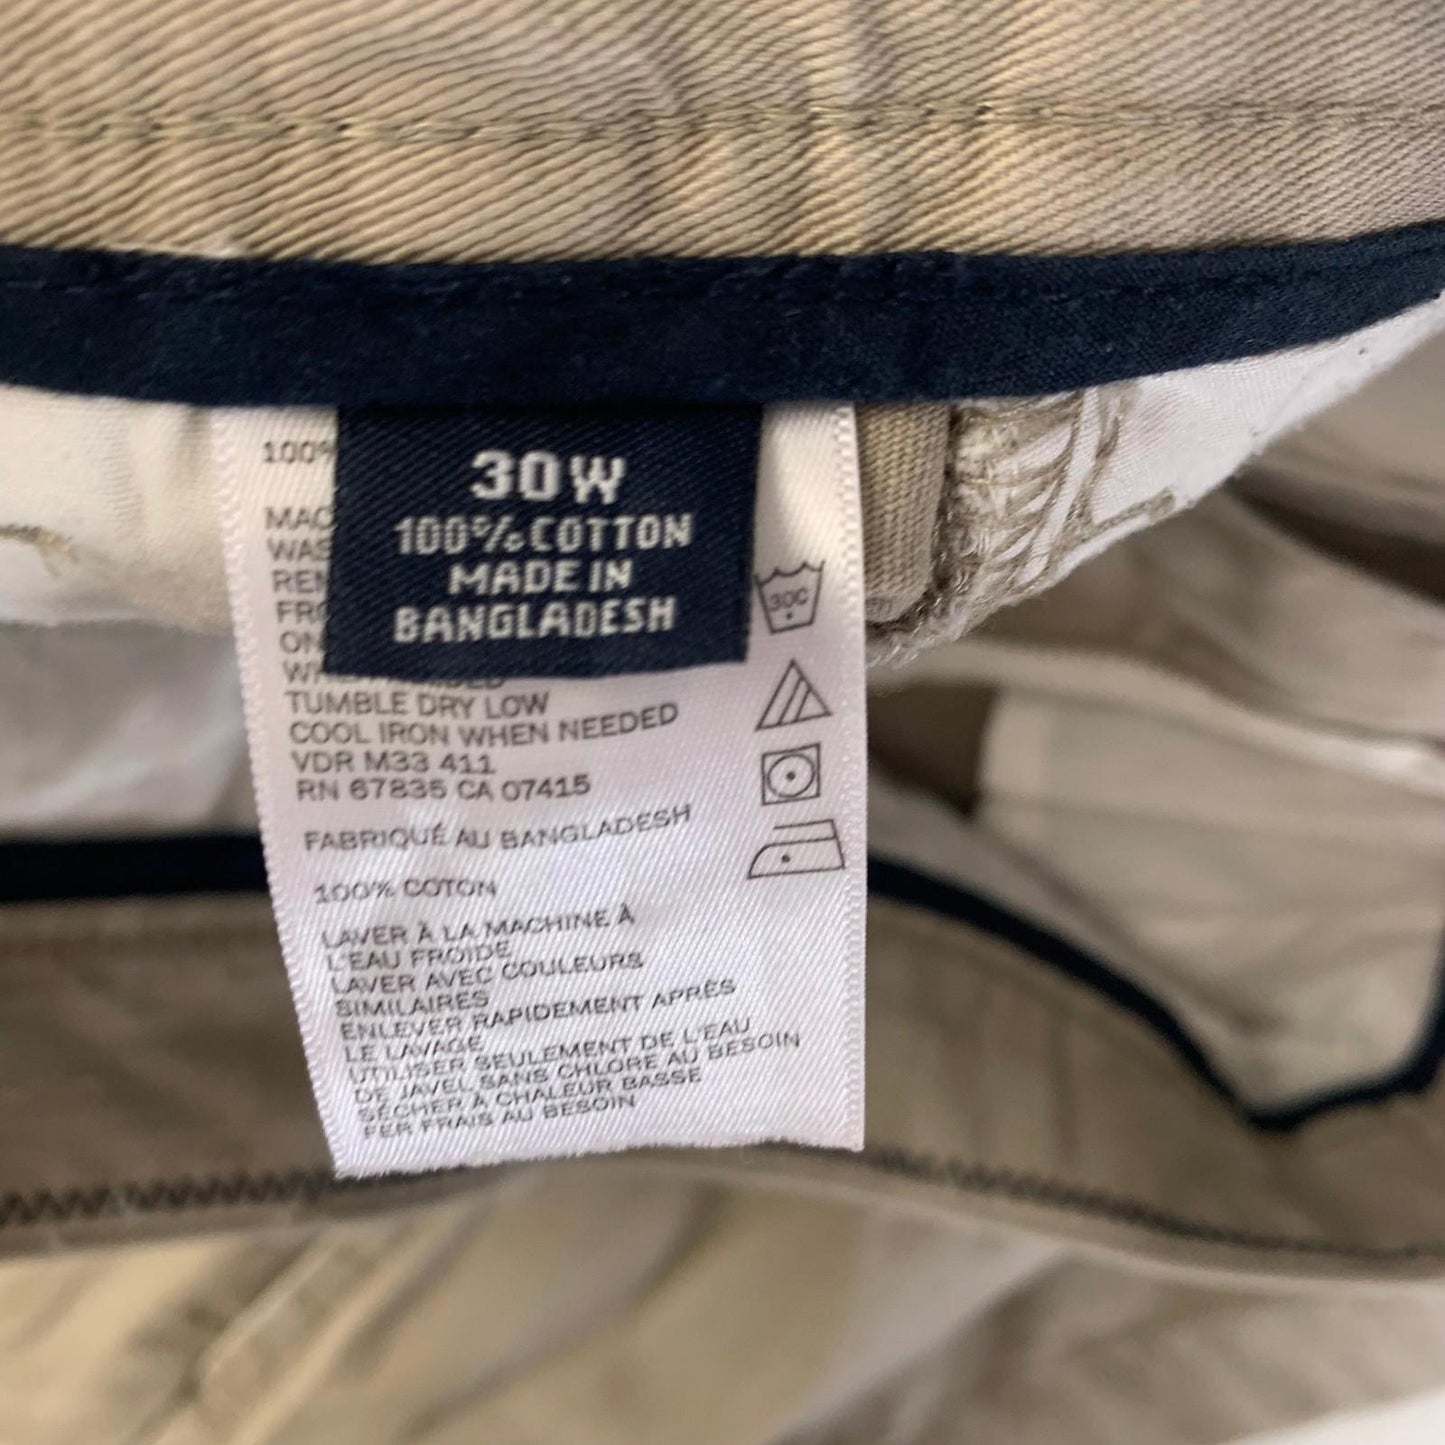 30W
100% COTTON
MADE IN
BANGLADESH
100%
TUMBLE DRY LOW
COOL IRON WHEN NEEDED
VDR M33 411
RN 67835 CA 07415
FABRIQUÉ AU BANGLADESH
100% COTON
LAVER À LA MACHINE À
L'EAU FROIDE
LAVER AVEC COULEURS
SIMILAIRES
ENLEVER RAPIDEMENT APRÈS
LE LAVAGE
UTILISER SEULEMENT DE L'EAU
DE JAVEL SANS CHLORE AU BESOIN
SÉCHER À CHALEUR BASSE
FER FRAIS AU BESOIN
30C